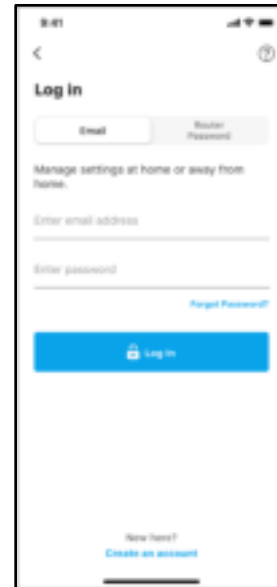 9:41
Log in
Email
Router
Password
Manage settings at home or away from
home.
Enter email address
Enter password
Forgot Password?
Log in
New here?
Create an account